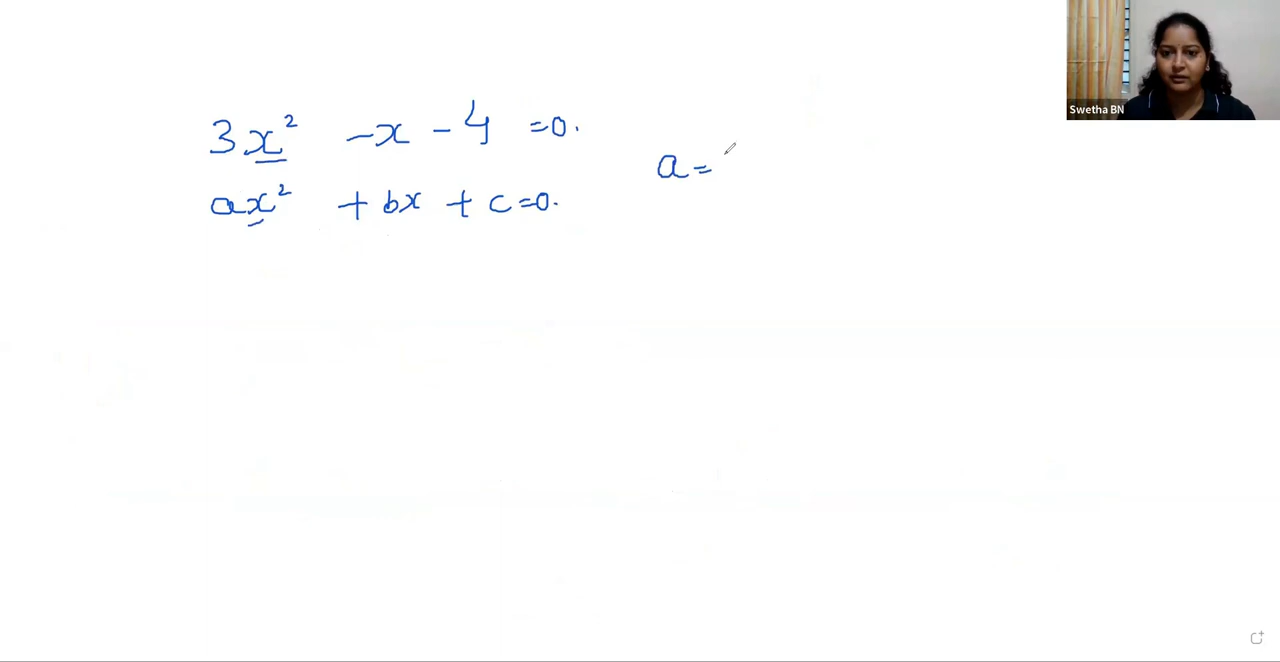 3x² -x - 4 =0.
ax² + bx + c =0.
a =
Swetha BN